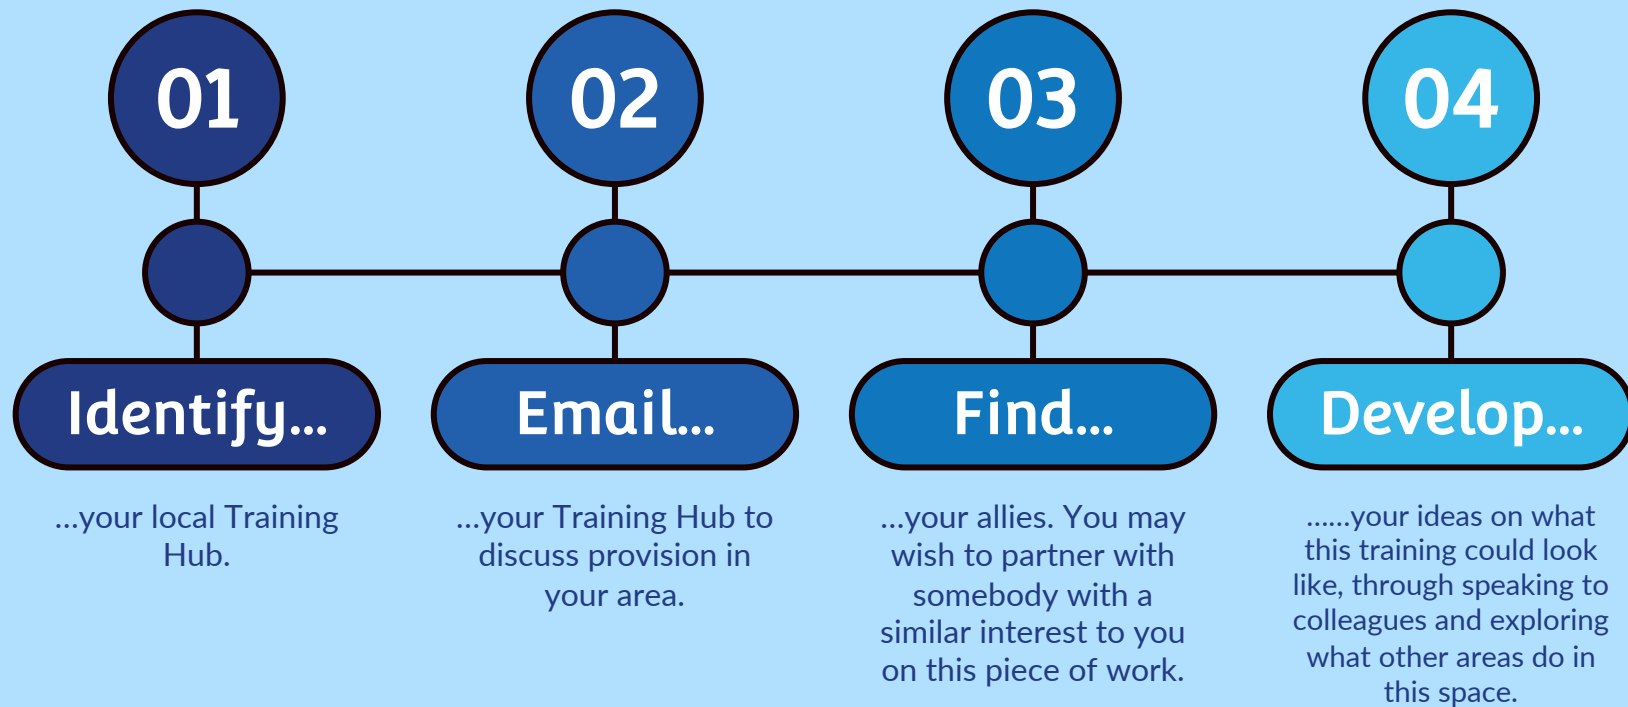 01
Identify...
...your local Training
Hub.
02
Email...
...your Training Hub to
discuss provision in
your area.
03
Find...
...your allies. You may
wish to partner with
somebody with a
similar interest to you
on this piece of work.
04
Develop...
......your ideas on what
this training could look
like, through speaking to
colleagues and exploring
what other areas do in
this space.